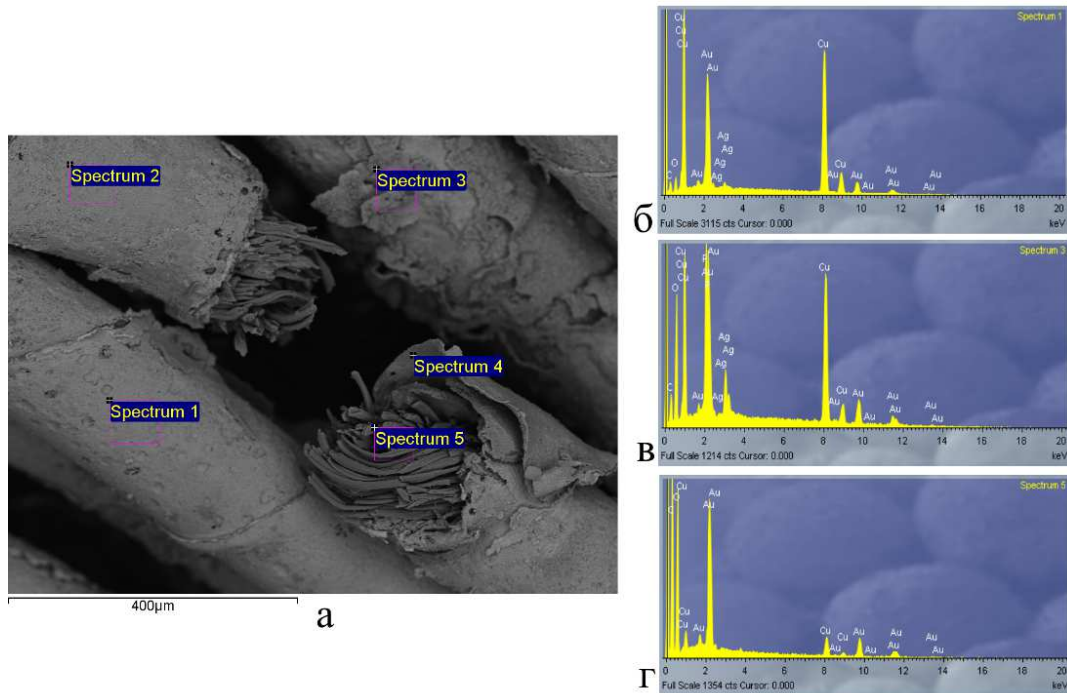 Spectrum 2
Spectrum 3
Spectrum 4
Spectrum 1
Spectrum 5
400µm
а
Spectrum 1
Cu
Cu
Cu
Au
Au
Cu
Ag
Ag
Ag
Ag
O
C
Au
Cu
Au
Au
Au
Au
Au
Au
0 2 4 6 8 10 12 14 16 18 20
Full Scale 3115 cts Cursor: 0.000 keV
б
Spectrum 3
Cu
Cu
Cu
P Au
Au
O
Cu
Ag
Ag
Ag
Ag
C
Au
Au
Cu
Au
Au
Au
Au
Au
Au
0 2 4 6 8 10 12 14 16 18 20
Full Scale 1214 cts Cursor: 0.000 keV
в
Spectrum 5
Cu
O
C
Au
Au
Cu
Cu
Au
Cu
Au
Cu
Au
Au
Au
Au
Au
Au
0 2 4 6 8 10 12 14 16 18 20
Full Scale 1354 cts Cursor: 0.000 keV
г